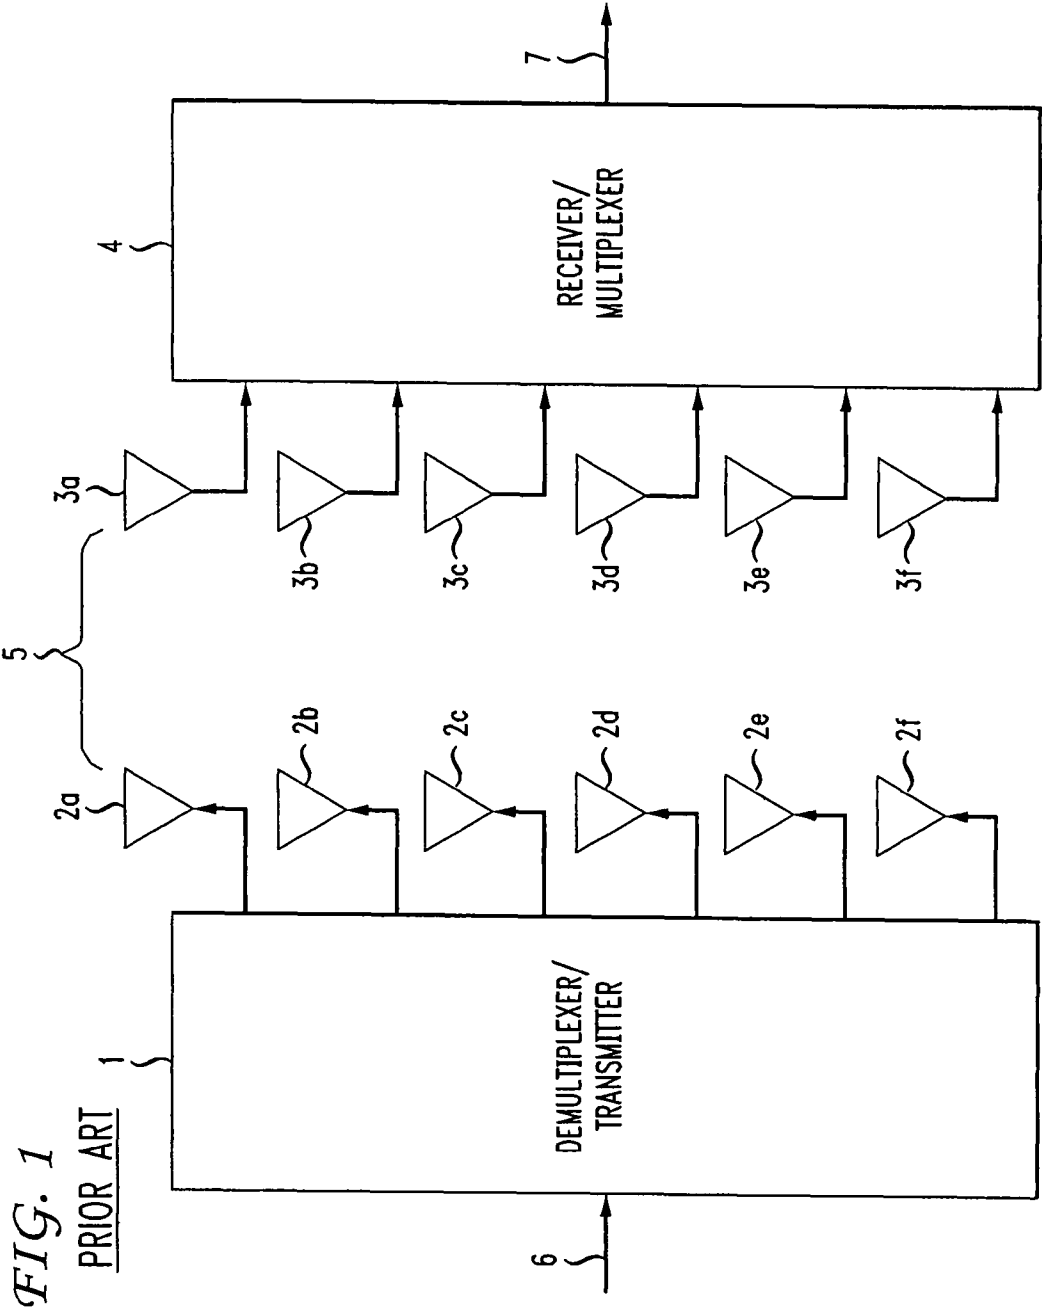 FIG. 1
PRIOR ART
5
1
2a
3a
4
2b
3b
2c
3c
6
DEMULTIPLEXER/
TRANSMITTER
2d
3d
RECEIVER/
MULTIPLEXER
7
2e
3e
2f
3f